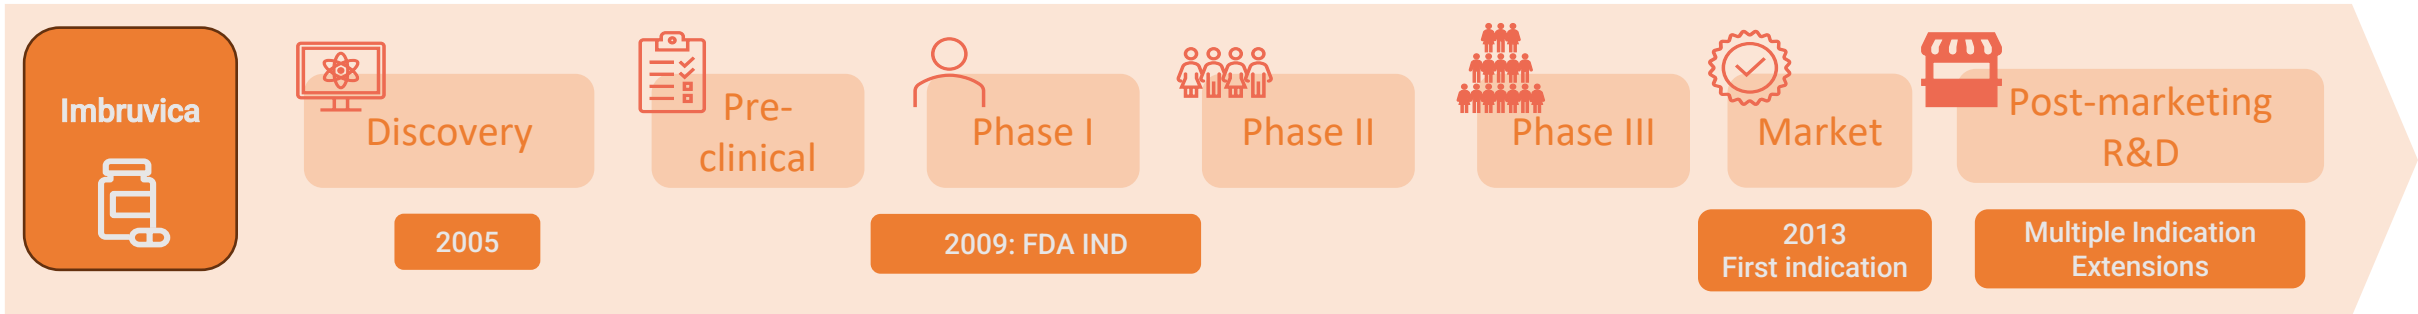 Imbruvica
Discovery
Pre-
clinical
Phase I
Phase II
Phase III
Market
Post-marketing
R&D
2005
2009: FDA IND
2013
First indication
Multiple Indication
Extensions